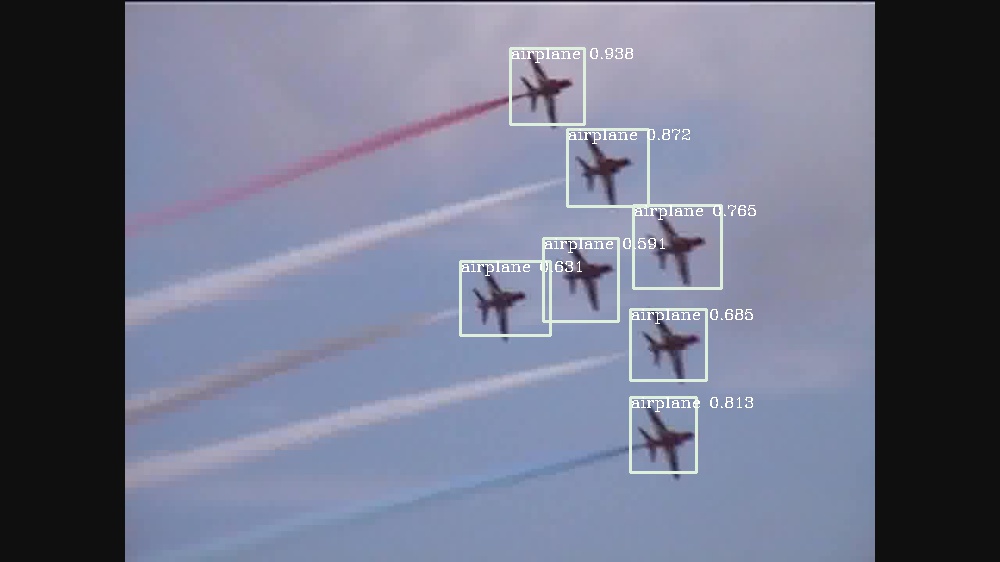 airplane 0.938
airplane 0.872
airplane 0.765
airplane 0.591
airplane 0.631
airplane 0.685
airplane 0.813